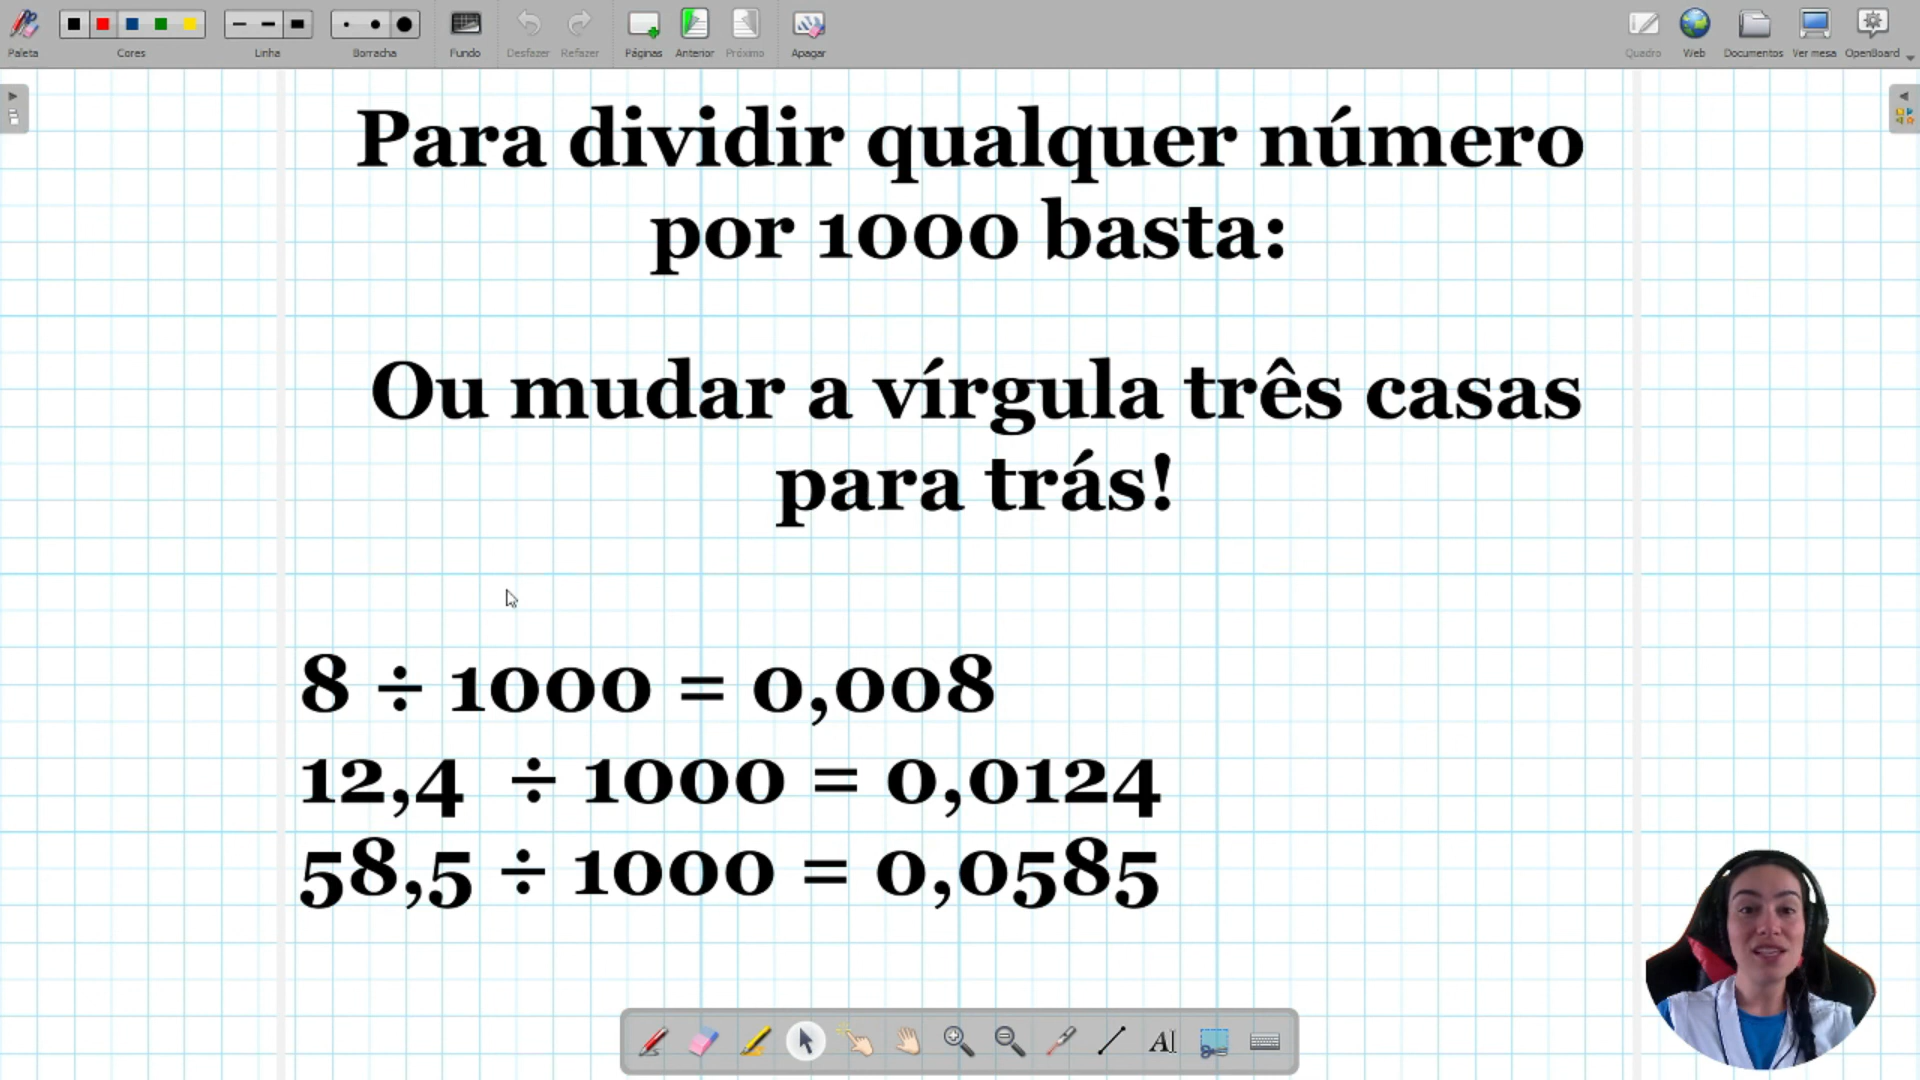 Paleta
Cores
Linha
Borracha
Fundo
Desfazer
Refazer
Páginas
Anterior
Próximo
Apagar
Quadro
Web
Documentos
Ver mesa
OpenBoard
Para dividir qualquer número
por 1000 basta:
Ou mudar a vírgula três casas
para trás!
8 ÷ 1000 = 0,008
12,4 ÷ 1000 = 0,0124
58,5 ÷ 1000 = 0,0585
AI